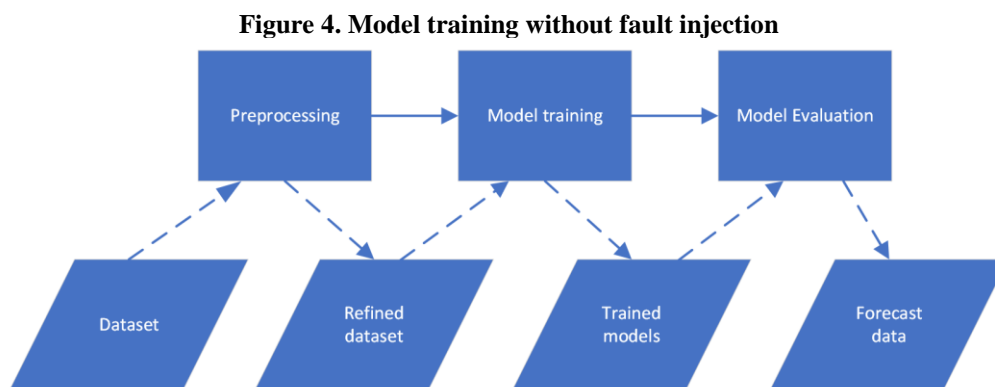 Figure 4. Model training without fault injection
Preprocessing
Model training
Model Evaluation
Dataset
Refined
dataset
Trained
models
Forecast
data